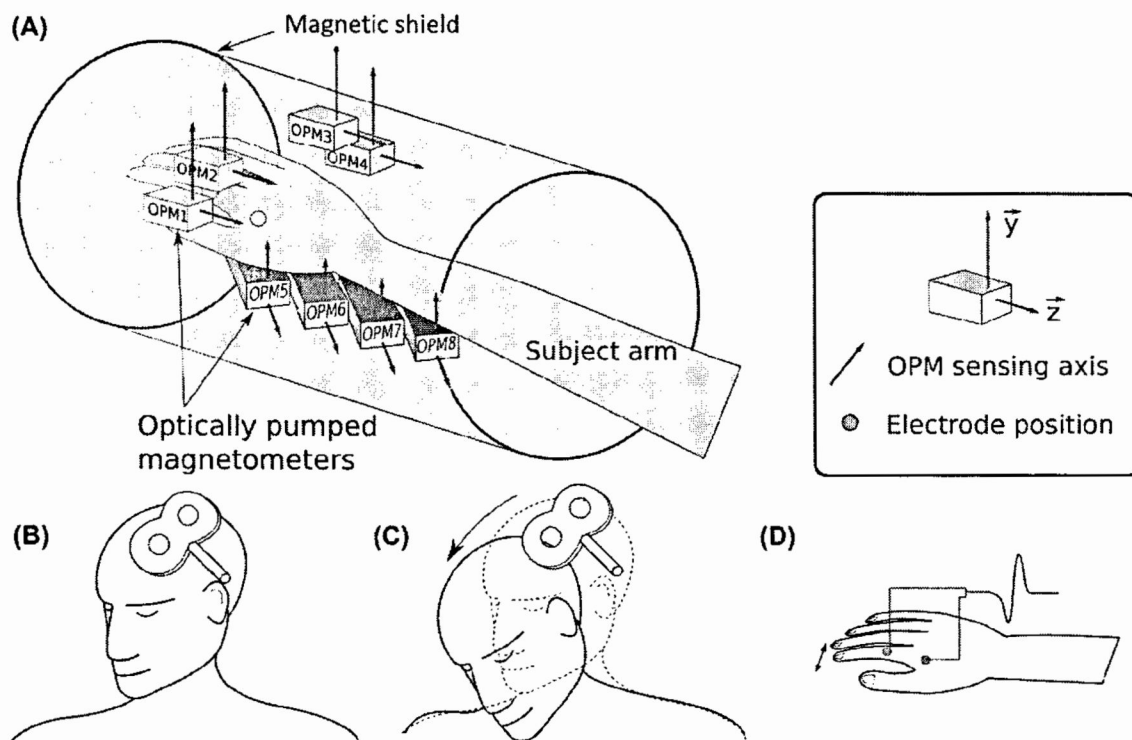 (A)
Magnetic shield
OPM3
OPM4
OPM2
OPM1
OPM5
OPM6
OPM7
OPM8
Subject arm
Optically pumped
magnetometers
y
z
OPM sensing axis
Electrode position
(B)
(C)
(D)